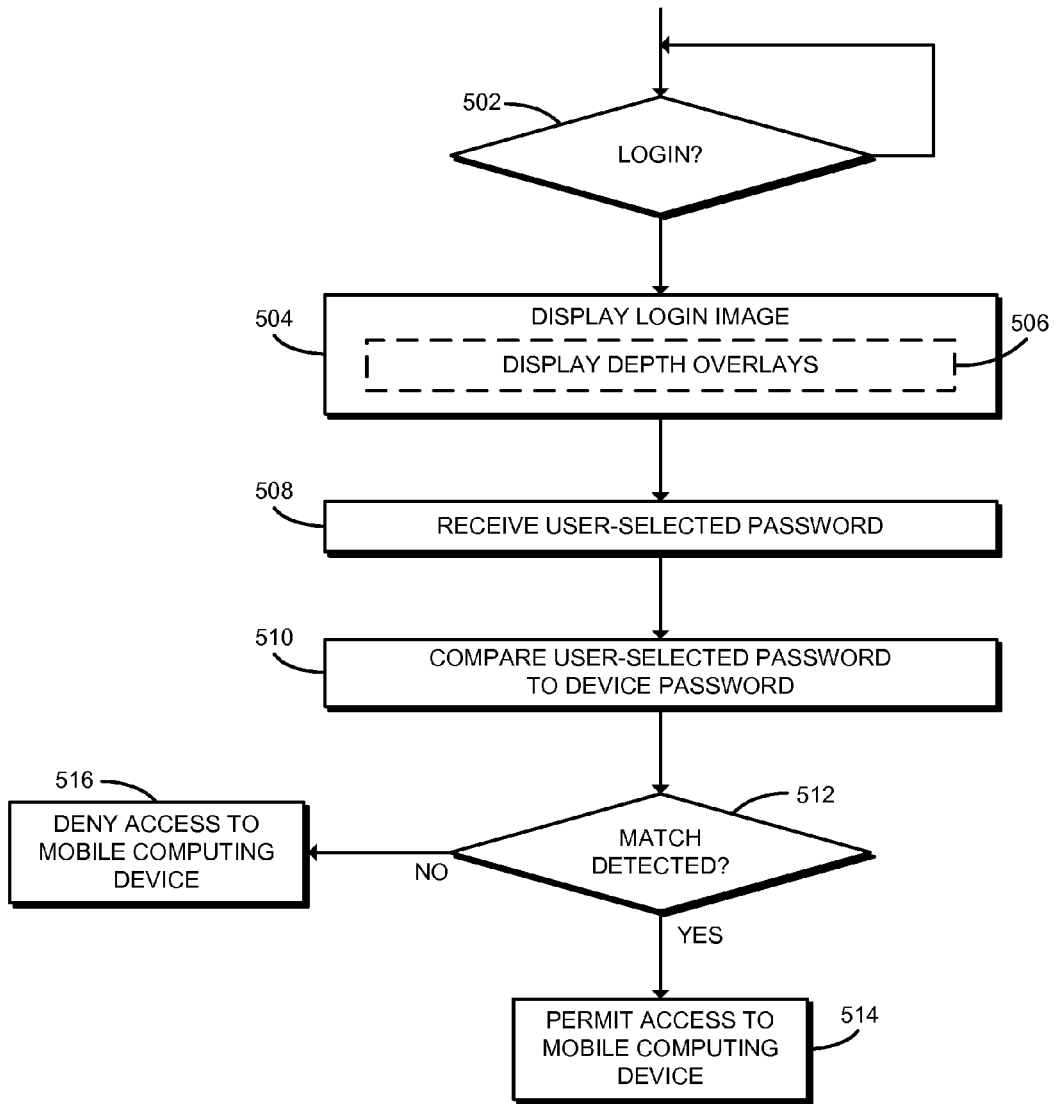 502
LOGIN?
504
DISPLAY LOGIN IMAGE
506
DISPLAY DEPTH OVERLAYS
508
RECEIVE USER-SELECTED PASSWORD
510
COMPARE USER-SELECTED PASSWORD
TO DEVICE PASSWORD
516
DENY ACCESS TO
MOBILE COMPUTING
DEVICE
512
MATCH
DETECTED?
NO
YES
PERMIT ACCESS TO
MOBILE COMPUTING
DEVICE
514